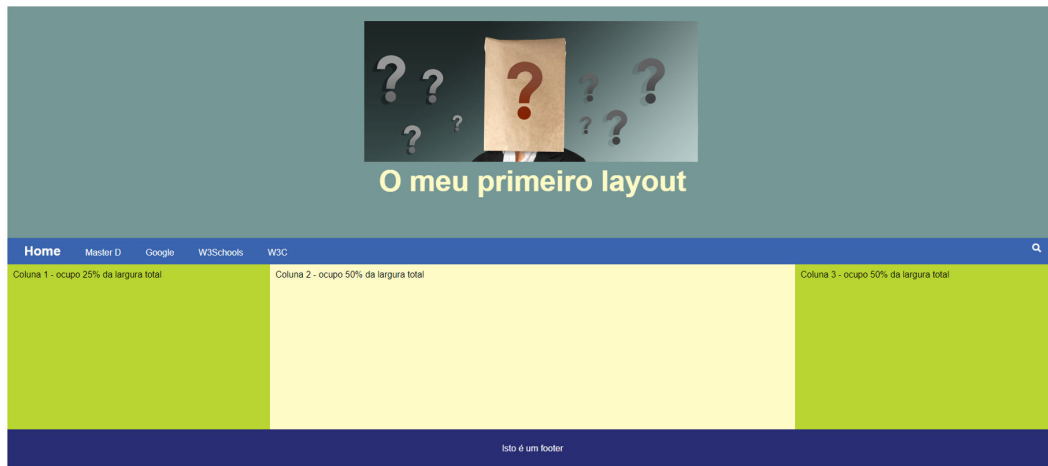 ? ? ? ? ? ? ? ? ?
O meu primeiro layout
Home Master D Google W3Schools W3C
Coluna 1 - ocupo 25% da largura total
Coluna 2 - ocupo 50% da largura total
Coluna 3 - ocupo 50% da largura total
Isto é um footer